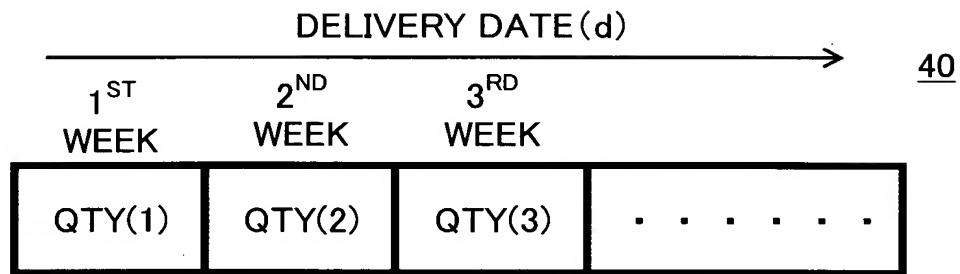 DELIVERY DATE(d)
40
1ST 2ND 3RD
WEEK WEEK WEEK
QTY(1) QTY(2) QTY(3) . . . . . .